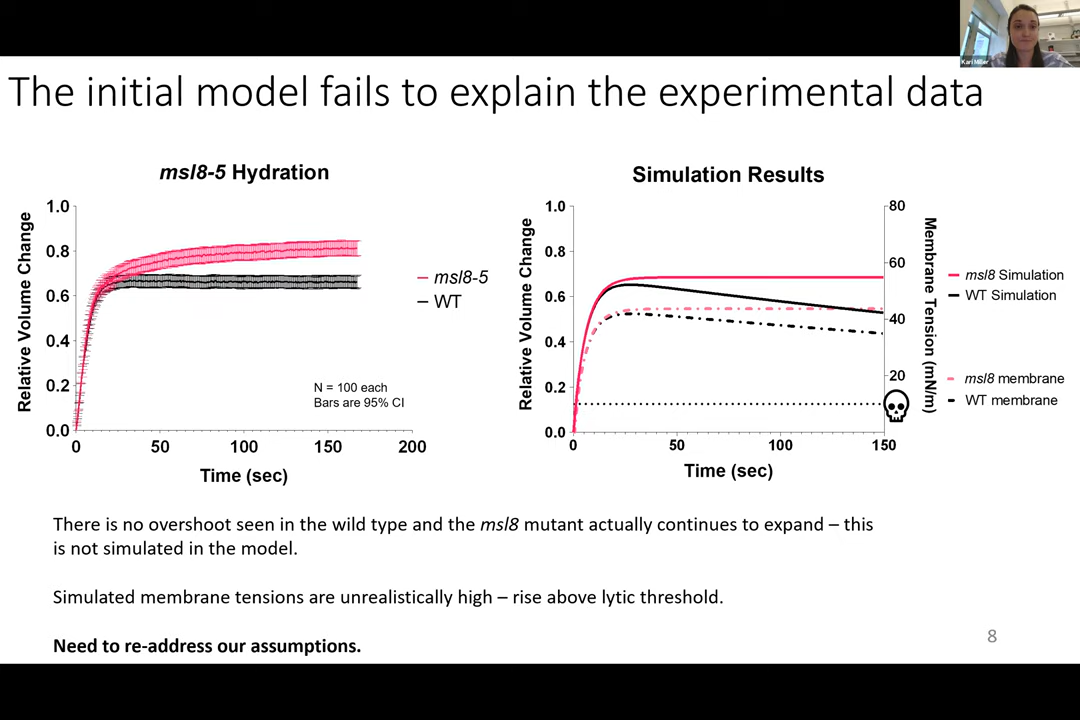 Kari Miller
The initial model fails to explain the experimental data
msl8-5 Hydration
Relative Volume Change
1.0
0.8
0.6
0.4
0.2
0.0
0
50
100
150
200
Time (sec)
msl8-5
WT
N = 100 each
Bars are 95% CI
Simulation Results
Relative Volume Change
1.0
0.8
0.6
0.4
0.2
0.0
0
50
100
150
Time (sec)
80
60
40
20
Membrane Tension (mN/m)
msl8 Simulation
WT Simulation
msl8 membrane
WT membrane
There is no overshoot seen in the wild type and the msl8 mutant actually continues to expand – this
is not simulated in the model.
Simulated membrane tensions are unrealistically high – rise above lytic threshold.
Need to re-address our assumptions.
8